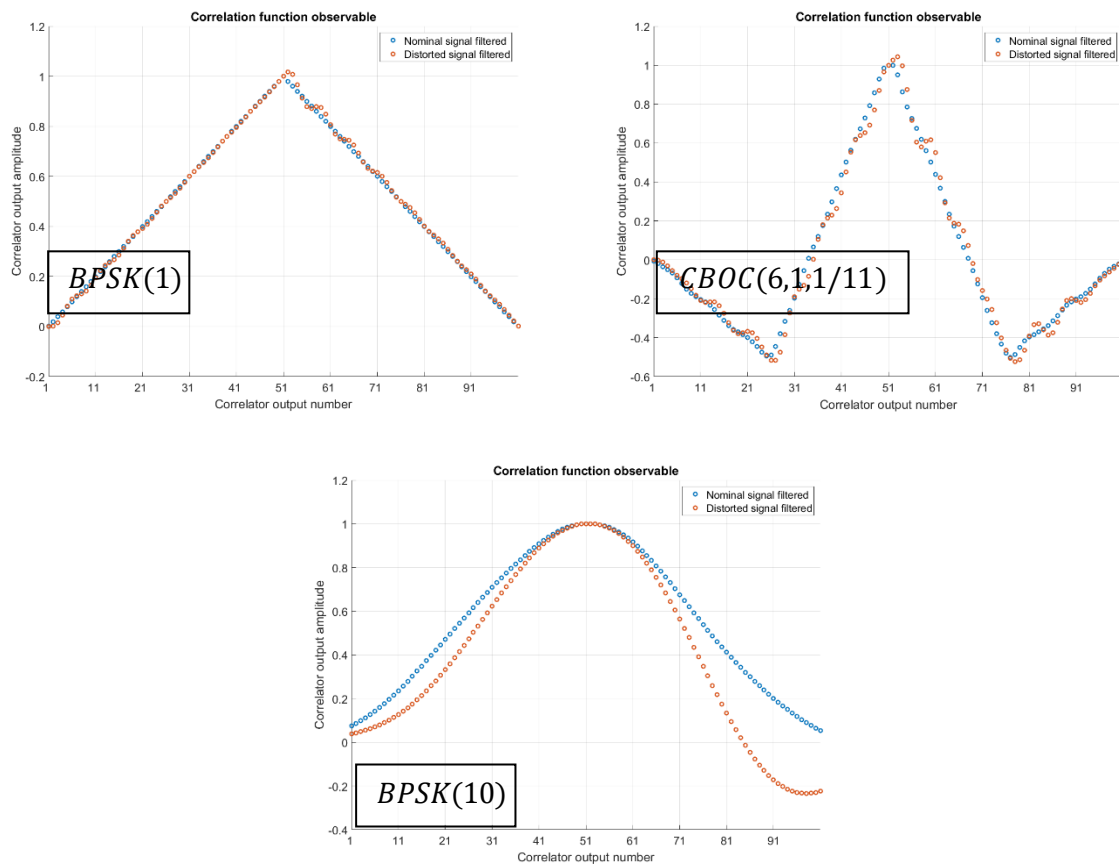 Correlation function observable
1.2
1
0.8
0.6
0.4
0.2
0
-0.2
Correlator output amplitude
Nominal signal filtered
Distorted signal filtered
BPSK(1)
1 11 21 31 41 51 61 71 81 91
Correlator output number
Correlation function observable
1.2
1
0.8
0.6
0.4
0.2
0
-0.2
-0.4
-0.6
Correlator output amplitude
Nominal signal filtered
Distorted signal filtered
CBOC(6,1,1/11)
1 11 21 31 41 51 61 71 81 91
Correlator output number
Correlation function observable
1.2
1
0.8
0.6
0.4
0.2
0
-0.2
-0.4
Correlator output amplitude
Nominal signal filtered
Distorted signal filtered
BPSK(10)
1 11 21 31 41 51 61 71 81 91
Correlator output number